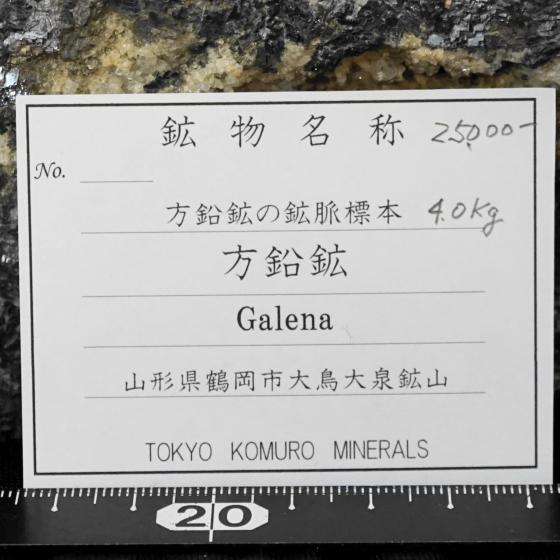 鉱物名称 25,000-
No.
方鉛鉱の鉱脈標本 4.0kg
方鉛鉱
Galena
山形県鶴岡市大鳥大泉鉱山
TOKYO KOMURO MINERALS
20